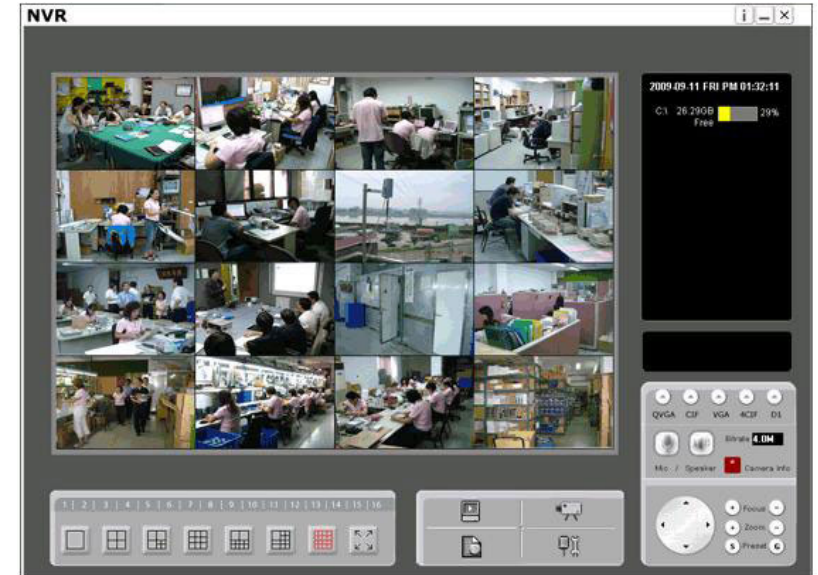 NVR
2009-09-11 FRI PM 01:32:11
C:\ 26.29GB 29%
Free
QVGA CIF VGA 4CIF D1
Bitrate 4.0M
Mic / Speaker Camera Info
1 | 2 | 3 | 4 | 5 | 6 | 7 | 8 | 9 | 10 | 11 | 12 | 13 | 14 | 15 | 16
+ Focus -
+ Zoom -
S Preset G